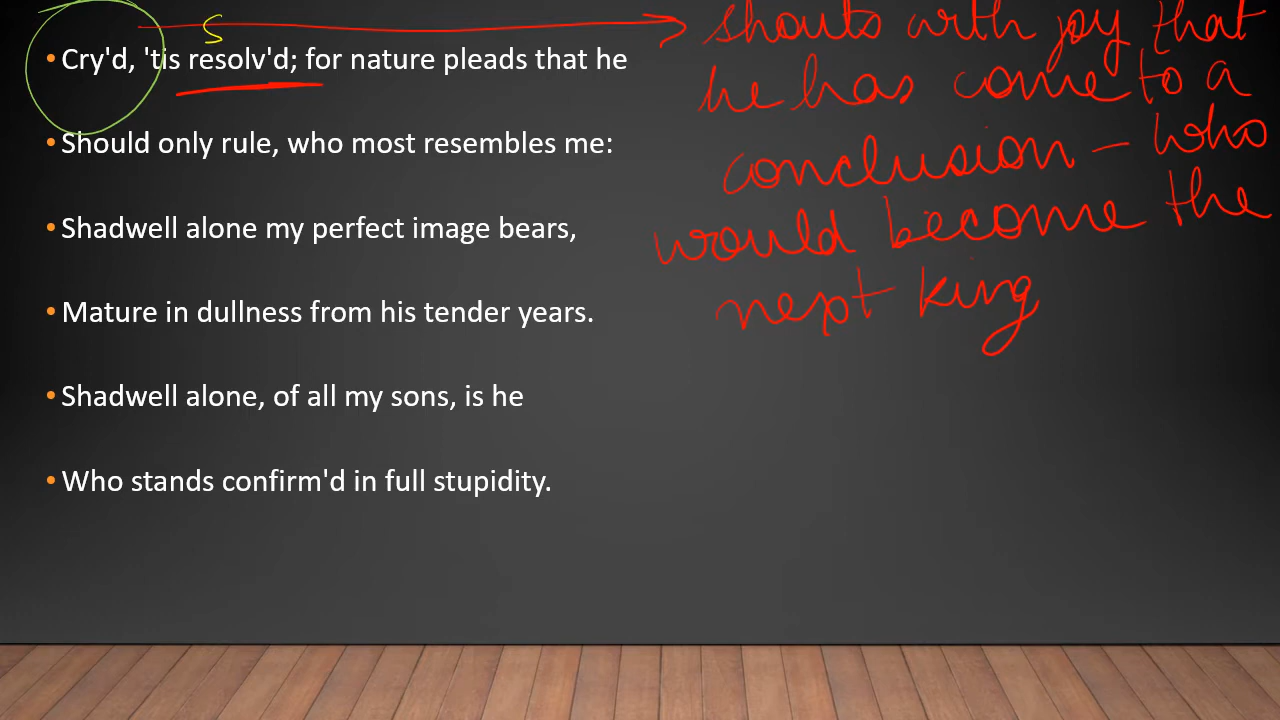 • Cry'd, 'tis resolv'd; for nature pleads that he
• Should only rule, who most resembles me:
• Shadwell alone my perfect image bears,
• Mature in dullness from his tender years.
• Shadwell alone, of all my sons, is he
• Who stands confirm'd in full stupidity.
S
shouts with joy that
he has come to a
conclusion – who
would become the
next king